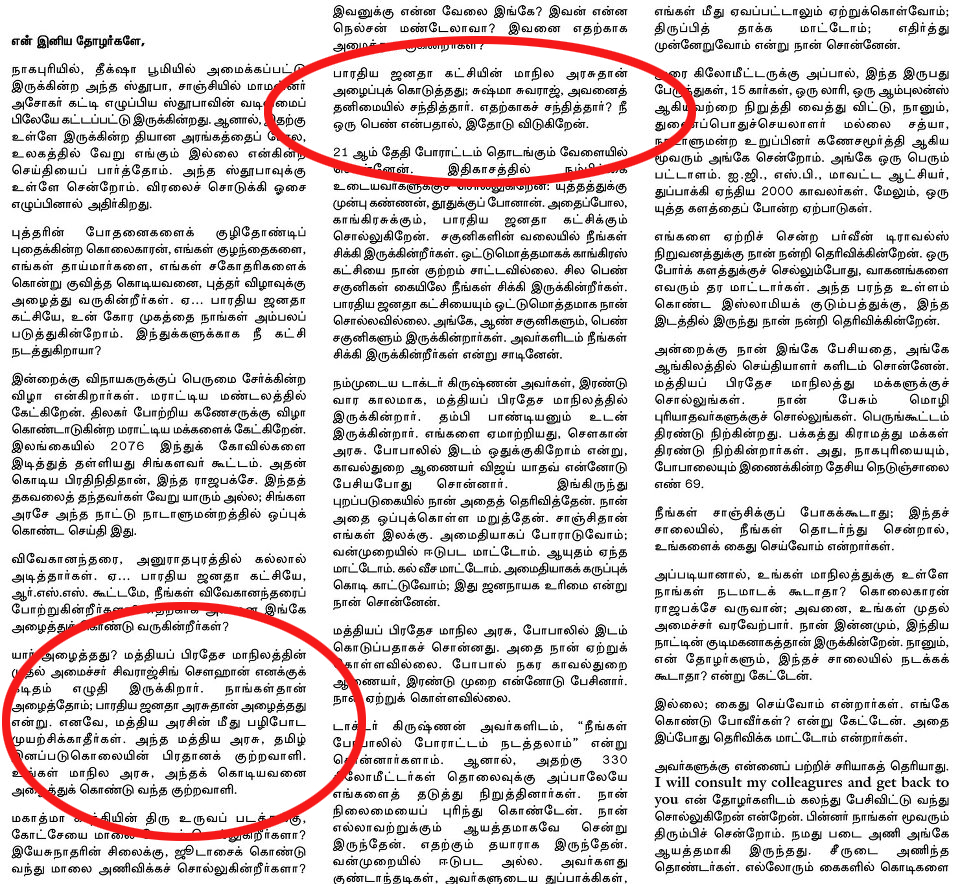 என் இனிய தோழர்களே,
நாகபுரியில், தீக்ஷா பூமியில் அமைக்கப்பட்டு
இருக்கின்ற அந்த ஸ்தூபா, சாஞ்சியில் மாமன்னர்
அசோகர் கட்டி எழுப்பிய ஸ்தூபாவின் வடிவமைப்
பிலேயே கட்டப்பட்டு இருக்கின்றது. ஆனால், இதற்கு
உள்ளே இருக்கின்ற தியான அரங்கத்தைப் போல,
உலகத்தில் வேறு எங்கும் இல்லை என்கின்ற
செய்தியைப் பார்த்தோம். அந்த ஸ்தூபாவுக்கு
உள்ளே சென்றோம். விரலைச் சொடுக்கி ஓசை
எழுப்பினால் அதிர்கிறது.
புத்தரின் போதனைகளைக் குழிதோண்டிப்
புதைக்கின்ற கொலைகாரன், எங்கள் குழந்தைகளை,
எங்கள் தாய்மார்களை, எங்கள் சகோதரிகளைக்
கொன்று குவித்த கொடியவனை, புத்தர் விழாவுக்கு
அழைத்து வருகின்றீர்கள். ஏ... பாரதிய ஜனதா
கட்சியே, உன் கோர முகத்தை நாங்கள் அம்பலப்
படுத்துகின்றோம். இந்துக்களுக்காக நீ கட்சி
நடத்துகிறாயா?
இன்றைக்கு விநாயகருக்குப் பெருமை சேர்க்கின்ற
விழா என்கிறார்கள். மராட்டிய மண்டலத்தில்
கேட்கிறேன். திலகர் போற்றிய கணேசருக்கு விழா
கொண்டாடுகின்ற மராட்டிய மக்களைக் கேட்கிறேன்.
இலங்கையில் 2076 இந்துக் கோவில்களை
இடித்துத் தள்ளியது சிங்களவர் கூட்டம். அதன்
கொடிய பிரதிநிதிதான், இந்த ராஜபக்சே. இந்தத்
தகவலைத் தந்தவர்கள் வேறு யாரும் அல்ல; சிங்கள
அரசே அந்த நாட்டு நாடாளுமன்றத்தில் ஒப்புக்
கொண்ட செய்தி இது.
விவேகானந்தரை, அனுராதபுரத்தில் கல்லால்
அடித்தார்கள். ஏ... பாரதிய ஜனதா கட்சியே,
ஆர்.எஸ்.எஸ். கூட்டமே, நீங்கள் விவேகானந்தரைப்
போற்றுகின்றீர்களா? எதற்காக அவனை இங்கே
அழைத்துக் கொண்டு வருகின்றீர்கள்?
யார் அழைத்தது? மத்தியப் பிரதேச மாநிலத்தின்
முதல் அமைச்சர் சிவராஜ்சிங் சௌஹான் எனக்குக்
கடிதம் எழுதி இருக்கிறார். நாங்கள்தான்
அழைத்தோம்; பாரதிய ஜனதா அரசுதான் அழைத்தது
என்று. எனவே, மத்திய அரசின் மீது பழிபோட
முயற்சிக்காதீர்கள். அந்த மத்திய அரசு, தமிழ்
இனப்படுகொலையின் பிரதானக் குற்றவாளி.
உங்கள் மாநில அரசு, அந்தக் கொடியவனை
அழைத்துக் கொண்டு வந்த குற்றவாளி.
மகாத்மா காந்தியின் திரு உருவப் படத்துக்கு,
கோட்சேயை மாலை போடச் சொல்லுகிறீர்களா?
இயேசுநாதரின் சிலைக்கு, ஜூடாசைக் கொண்டு
வந்து மாலை அணிவிக்கச் சொல்கின்றீர்களா?
இவனுக்கு என்ன வேலை இங்கே? இவன் என்ன
நெல்சன் மண்டேலாவா? இவனை எதற்காக
அழைக்கிறீர்கள்?
பாரதிய ஜனதா கட்சியின் மாநில அரசுதான்
அழைப்புக் கொடுத்தது; சுஷ்மா சுவராஜ், அவனைத்
தனிமையில் சந்தித்தார். எதற்காகச் சந்தித்தார்? நீ
ஒரு பெண் என்பதால், இதோடு விடுகிறேன்.
21 ஆம் தேதி போராட்டம் தொடங்கும் வேளையில்
சொன்னேன். இதிகாசத்தில் நம்பிக்கை
உடையவர்களுக்குச் சொல்லுகிறேன்: யுத்தத்துக்கு
முன்பு கண்ணன், தூதுக்குப் போனான். அதைப்போல,
காங்கிரசுக்கும், பாரதிய ஜனதா கட்சிக்கும்
சொல்லுகிறேன். சகுனிகளின் வலையில் நீங்கள்
சிக்கி இருக்கின்றீர்கள். ஒட்டுமொத்தமாகக் காங்கிரஸ்
கட்சியை நான் குற்றம் சாட்டவில்லை. சில பெண்
சகுனிகள் கையிலே நீங்கள் சிக்கி இருக்கின்றீர்கள்.
பாரதிய ஜனதா கட்சியையும் ஒட்டுமொத்தமாக நான்
சொல்லவில்லை. அங்கே, ஆண் சகுனிகளும், பெண்
சகுனிகளும் இருக்கிறார்கள். அவர்களிடம் நீங்கள்
சிக்கி இருக்கின்றீர்கள் என்று சாடினேன்.
நம்முடைய டாக்டர் கிருஷ்ணன் அவர்கள், இரண்டு
வார காலமாக, மத்தியப் பிரதேச மாநிலத்தில்
இருக்கிறார். தம்பி பாண்டியனும் உடன்
இருக்கிறார். எங்களை ஏமாற்றியது, சௌகான்
அரசு. போபாலில் இடம் ஒதுக்குகிறோம் என்று,
காவல்துறை ஆணையர் விஜய் யாதவ் என்னோடு
பேசியபோது சொன்னார். இங்கிருந்து
புறப்படுகையில் நான் அதைத் தெரிவித்தேன். நான்
அதை ஒப்புக்கொள்ள மறுத்தேன். சாஞ்சிதான்
எங்கள் இலக்கு. அமைதியாகப் போராடுவோம்;
வன்முறையில் ஈடுபட மாட்டோம். ஆயுதம் ஏந்த
மாட்டோம். கல் வீச மாட்டோம். அமைதியாகக் கருப்புக்
கொடி காட்டுவோம்; இது ஜனநாயக உரிமை என்று
நான் சொன்னேன்.
மத்தியப் பிரதேச மாநில அரசு, போபாலில் இடம்
கொடுப்பதாகச் சொன்னது. அதை நான் ஏற்றுக்
கொள்ளவில்லை. போபால் நகர காவல்துறை
ஆணையர், இரண்டு முறை என்னோடு பேசினார்.
நான் ஏற்றுக் கொள்ளவில்லை.
டாக்டர் கிருஷ்ணன் அவர்களிடம், “நீங்கள்
போபாலில் போராட்டம் நடத்தலாம்” என்று
சொன்னார்களாம். ஆனால், அதற்கு 330
கிலோமீட்டர்கள் தொலைவுக்கு அப்பாலேயே
எங்களைத் தடுத்து நிறுத்தினார்கள். நான்
நிலைமையைப் புரிந்து கொண்டேன். நான்
எல்லாவற்றுக்கும் ஆயத்தமாகவே சென்று
இருந்தேன். எதற்கும் தயாராக இருந்தேன்.
வன்முறையில் ஈடுபட அல்ல. அவர்களது
குண்டாந்தடிகள், அவர்களுடைய துப்பாக்கிகள்,
எங்கள் மீது ஏவப்பட்டாலும் ஏற்றுக்கொள்வோம்;
திருப்பித் தாக்க மாட்டோம்; எதிர்த்து
முன்னேறுவோம் என்று நான் சொன்னேன்.
அரை கிலோமீட்டருக்கு அப்பால், இந்த இருபது
பேருந்துகள், 15 கார்கள், ஒரு லாரி, ஒரு ஆம்புலன்ஸ்
ஆகியவற்றை நிறுத்தி வைத்து விட்டு, நானும்,
துணைப்பொதுச்செயலாளர் மல்லை சத்யா,
நாடாளுமன்ற உறுப்பினர் கணேசமூர்த்தி ஆகிய
மூவரும் அங்கே சென்றோம். அங்கே ஒரு பெரும்
பட்டாளம். ஐ.ஜி., எஸ்.பி., மாவட்ட ஆட்சியர்,
துப்பாக்கி ஏந்திய 2000 காவலர்கள். மேலும், ஒரு
யுத்த களத்தைப் போன்ற ஏற்பாடுகள்.
எங்களை ஏற்றிச் சென்ற பர்வீன் டிராவல்ஸ்
நிறுவனத்துக்கு நான் நன்றி தெரிவிக்கின்றேன். ஒரு
போர்க் களத்துக்குச் செல்லும்போது, வாகனங்களை
எவரும் தர மாட்டார்கள். அந்த பரந்த உள்ளம்
கொண்ட இஸ்லாமியக் குடும்பத்துக்கு, இந்த
இடத்தில் இருந்து நான் நன்றி தெரிவிக்கின்றேன்.
அன்றைக்கு நான் இங்கே பேசியதை, அங்கே
ஆங்கிலத்தில் செய்தியாளர் களிடம் சொன்னேன்.
மத்தியப் பிரதேச மாநிலத்து மக்களுக்குச்
சொல்லுங்கள். நான் பேசும் மொழி
புரியாதவர்களுக்குச் சொல்லுங்கள். பெருங்கூட்டம்
திரண்டு நிற்கின்றது. பக்கத்து கிராமத்து மக்கள்
திரண்டு நிற்கின்றார்கள். அது, நாகபுரியையும்,
போபாலையும் இணைக்கின்ற தேசிய நெடுஞ்சாலை
எண் 69.
நீங்கள் சாஞ்சிக்குப் போகக்கூடாது; இந்தச்
சாலையில், நீங்கள் தொடர்ந்து சென்றால்,
உங்களைக் கைது செய்வோம் என்றார்கள்.
அப்படியானால், உங்கள் மாநிலத்துக்கு உள்ளே
நாங்கள் நடமாடக் கூடாதா? கொலைகாரன்
ராஜபக்சே வருவான்; அவனை, உங்கள் முதல்
அமைச்சர் வரவேற்பார். நான் இன்னமும், இந்திய
நாட்டின் குடிமகனாகத்தான் இருக்கின்றேன். நானும்,
என் தோழர்களும், இந்தச் சாலையில் நடக்கக்
கூடாதா? என்று கேட்டேன்.
இல்லை; கைது செய்வோம் என்றார்கள். எங்கே
கொண்டு போவீர்கள்? என்று கேட்டேன். அதை
இப்போது தெரிவிக்க மாட்டோம் என்றார்கள்.
அவர்களுக்கு என்னைப் பற்றிச் சரியாகத் தெரியாது.
I will consult my colleagures and get back to
you என் தோழர்களிடம் கலந்து பேசிவிட்டு வந்து
சொல்லுகிறேன் என்றேன். பின்னர் நாங்கள் மூவரும்
திரும்பிச் சென்றோம். நமது படை அணி அங்கே
ஆயத்தமாகி இருந்தது. சீருடை அணிந்த
தொண்டர்கள். எல்லோரும் கைகளில் கொடிகளை